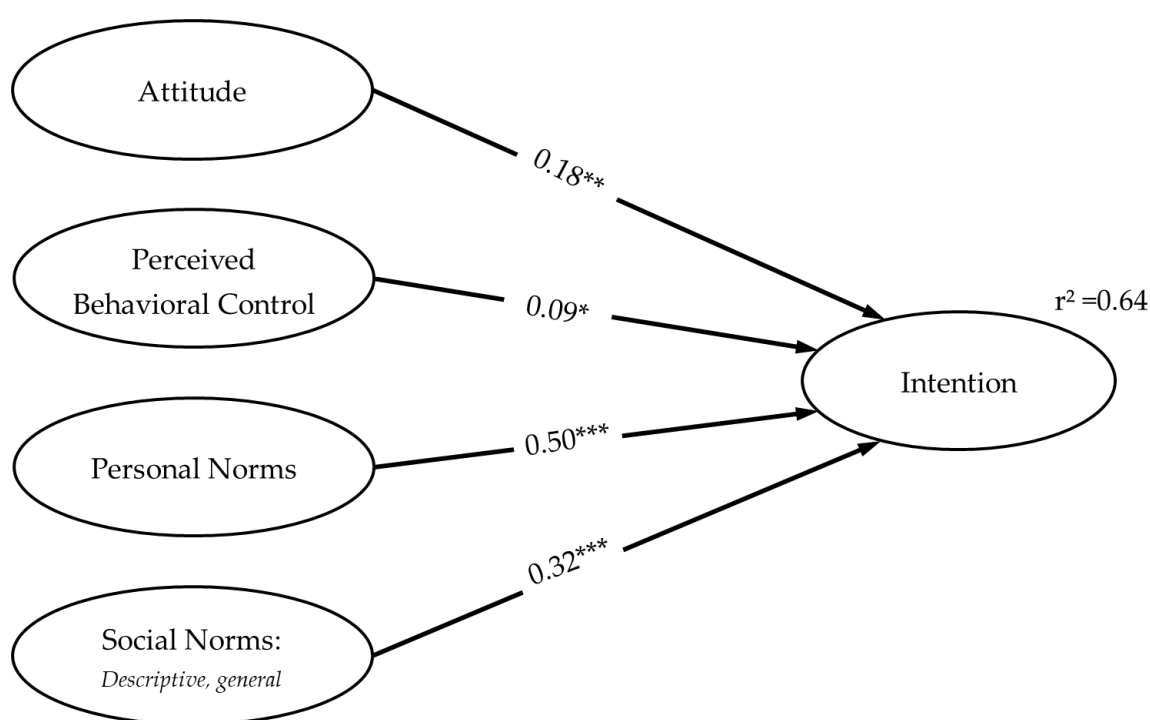 Attitude
0.18**
Perceived
Behavioral Control
0.09*
r² =0.64
Intention
Personal Norms
0.50***
0.32***
Social Norms:
Descriptive, general